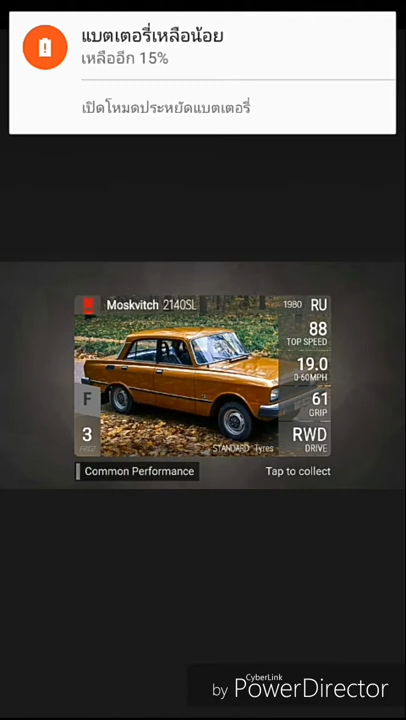 แบตเตอรี่เหลือน้อย
เหลืออีก 15%
เปิดโหมดประหยัดแบตเตอรี่
Moskvitch 2140SL
1980 RU
88
TOP SPEED
19.0
0-60MPH
61
GRIP
RWD
DRIVE
F
3
STANDARD Tyres
Common Performance
Tap to collect
by CyberLink PowerDirector